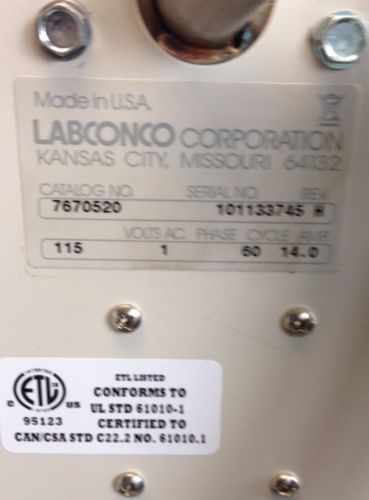 Made in U.S.A.
LABCONCO CORPORATION
KANSAS CITY, MISSOURI 64132
CATALOG NO. SERIAL NO. REV.
7670520 101133745 H
VOLTS AC PHASE CYCLE AMP
115 1 60 14.0
ETL LISTED
CONFORMS TO
UL STD 61010-1
CERTIFIED TO
CAN/CSA STD C22.2 NO. 61010.1
ETL
C US
95123